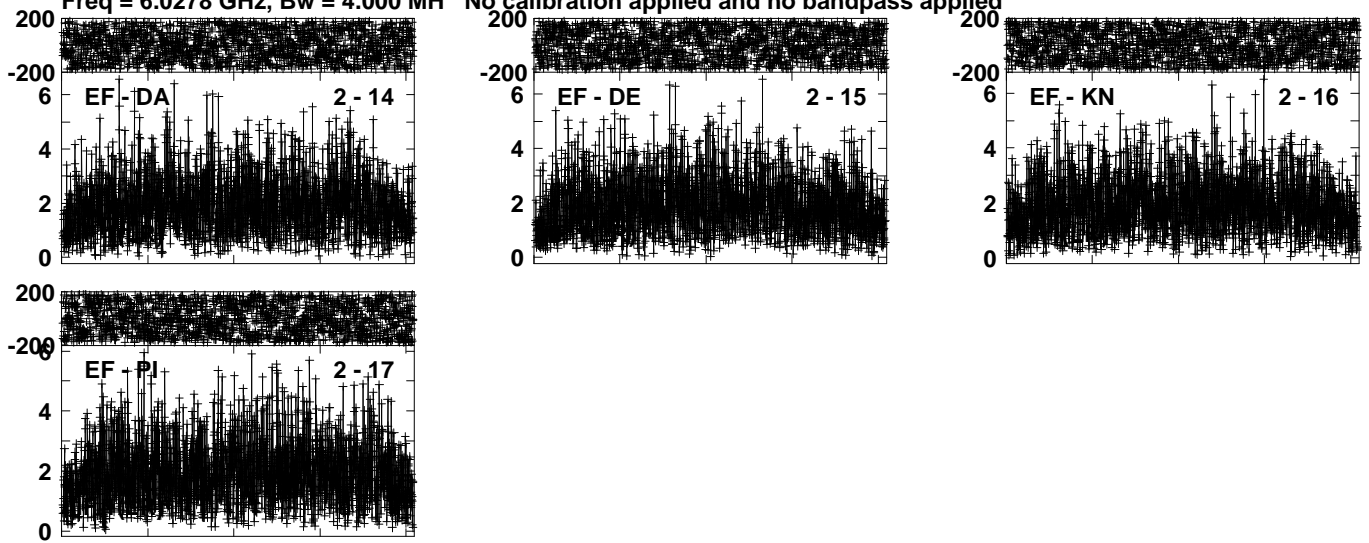 Freq = 6.0278 GHz, Bw = 4.000 MH No calibration applied and no bandpass applied
200 200 200
-200 -200 -200
6 EF - DA 2 - 14 6 EF - DE 2 - 15 6 EF - KN 2 - 16
4 4 4
2 2 2
0 0 0
200
-200
6 EF - PI 2 - 17
4
2
0